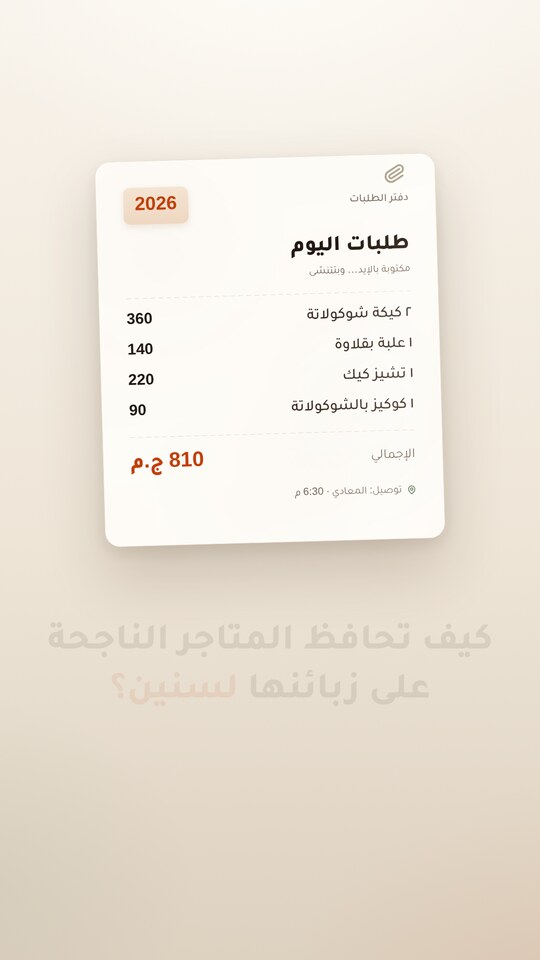 دفتر الطلبات
2026
طلبات اليوم
مكتوبة بالإيد... وبتتنسى
٢ كيكة شوكولاتة 360
١ علبة بقلاوة 140
١ تشيز كيك 220
١ كوكيز بالشوكولاتة 90
الإجمالي 810 ج.م
توصيل: المعادي · 6:30 م
كيف تحافظ المتاجر الناجحة
على زبائنها لسنين؟